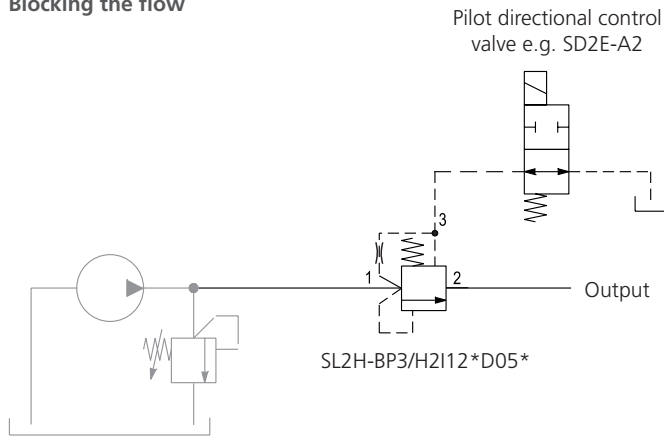 Blocking the flow
Pilot directional control
valve e.g. SD2E-A2
3
1
2
Output
SL2H-BP3/H2I12*D05*